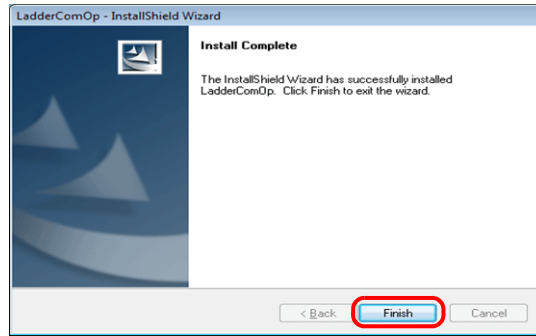 LadderComOp - InstallShield Wizard
Install Complete
The InstallShield Wizard has successfully installed
LadderComOp. Click Finish to exit the wizard.
< Back
Finish
Cancel